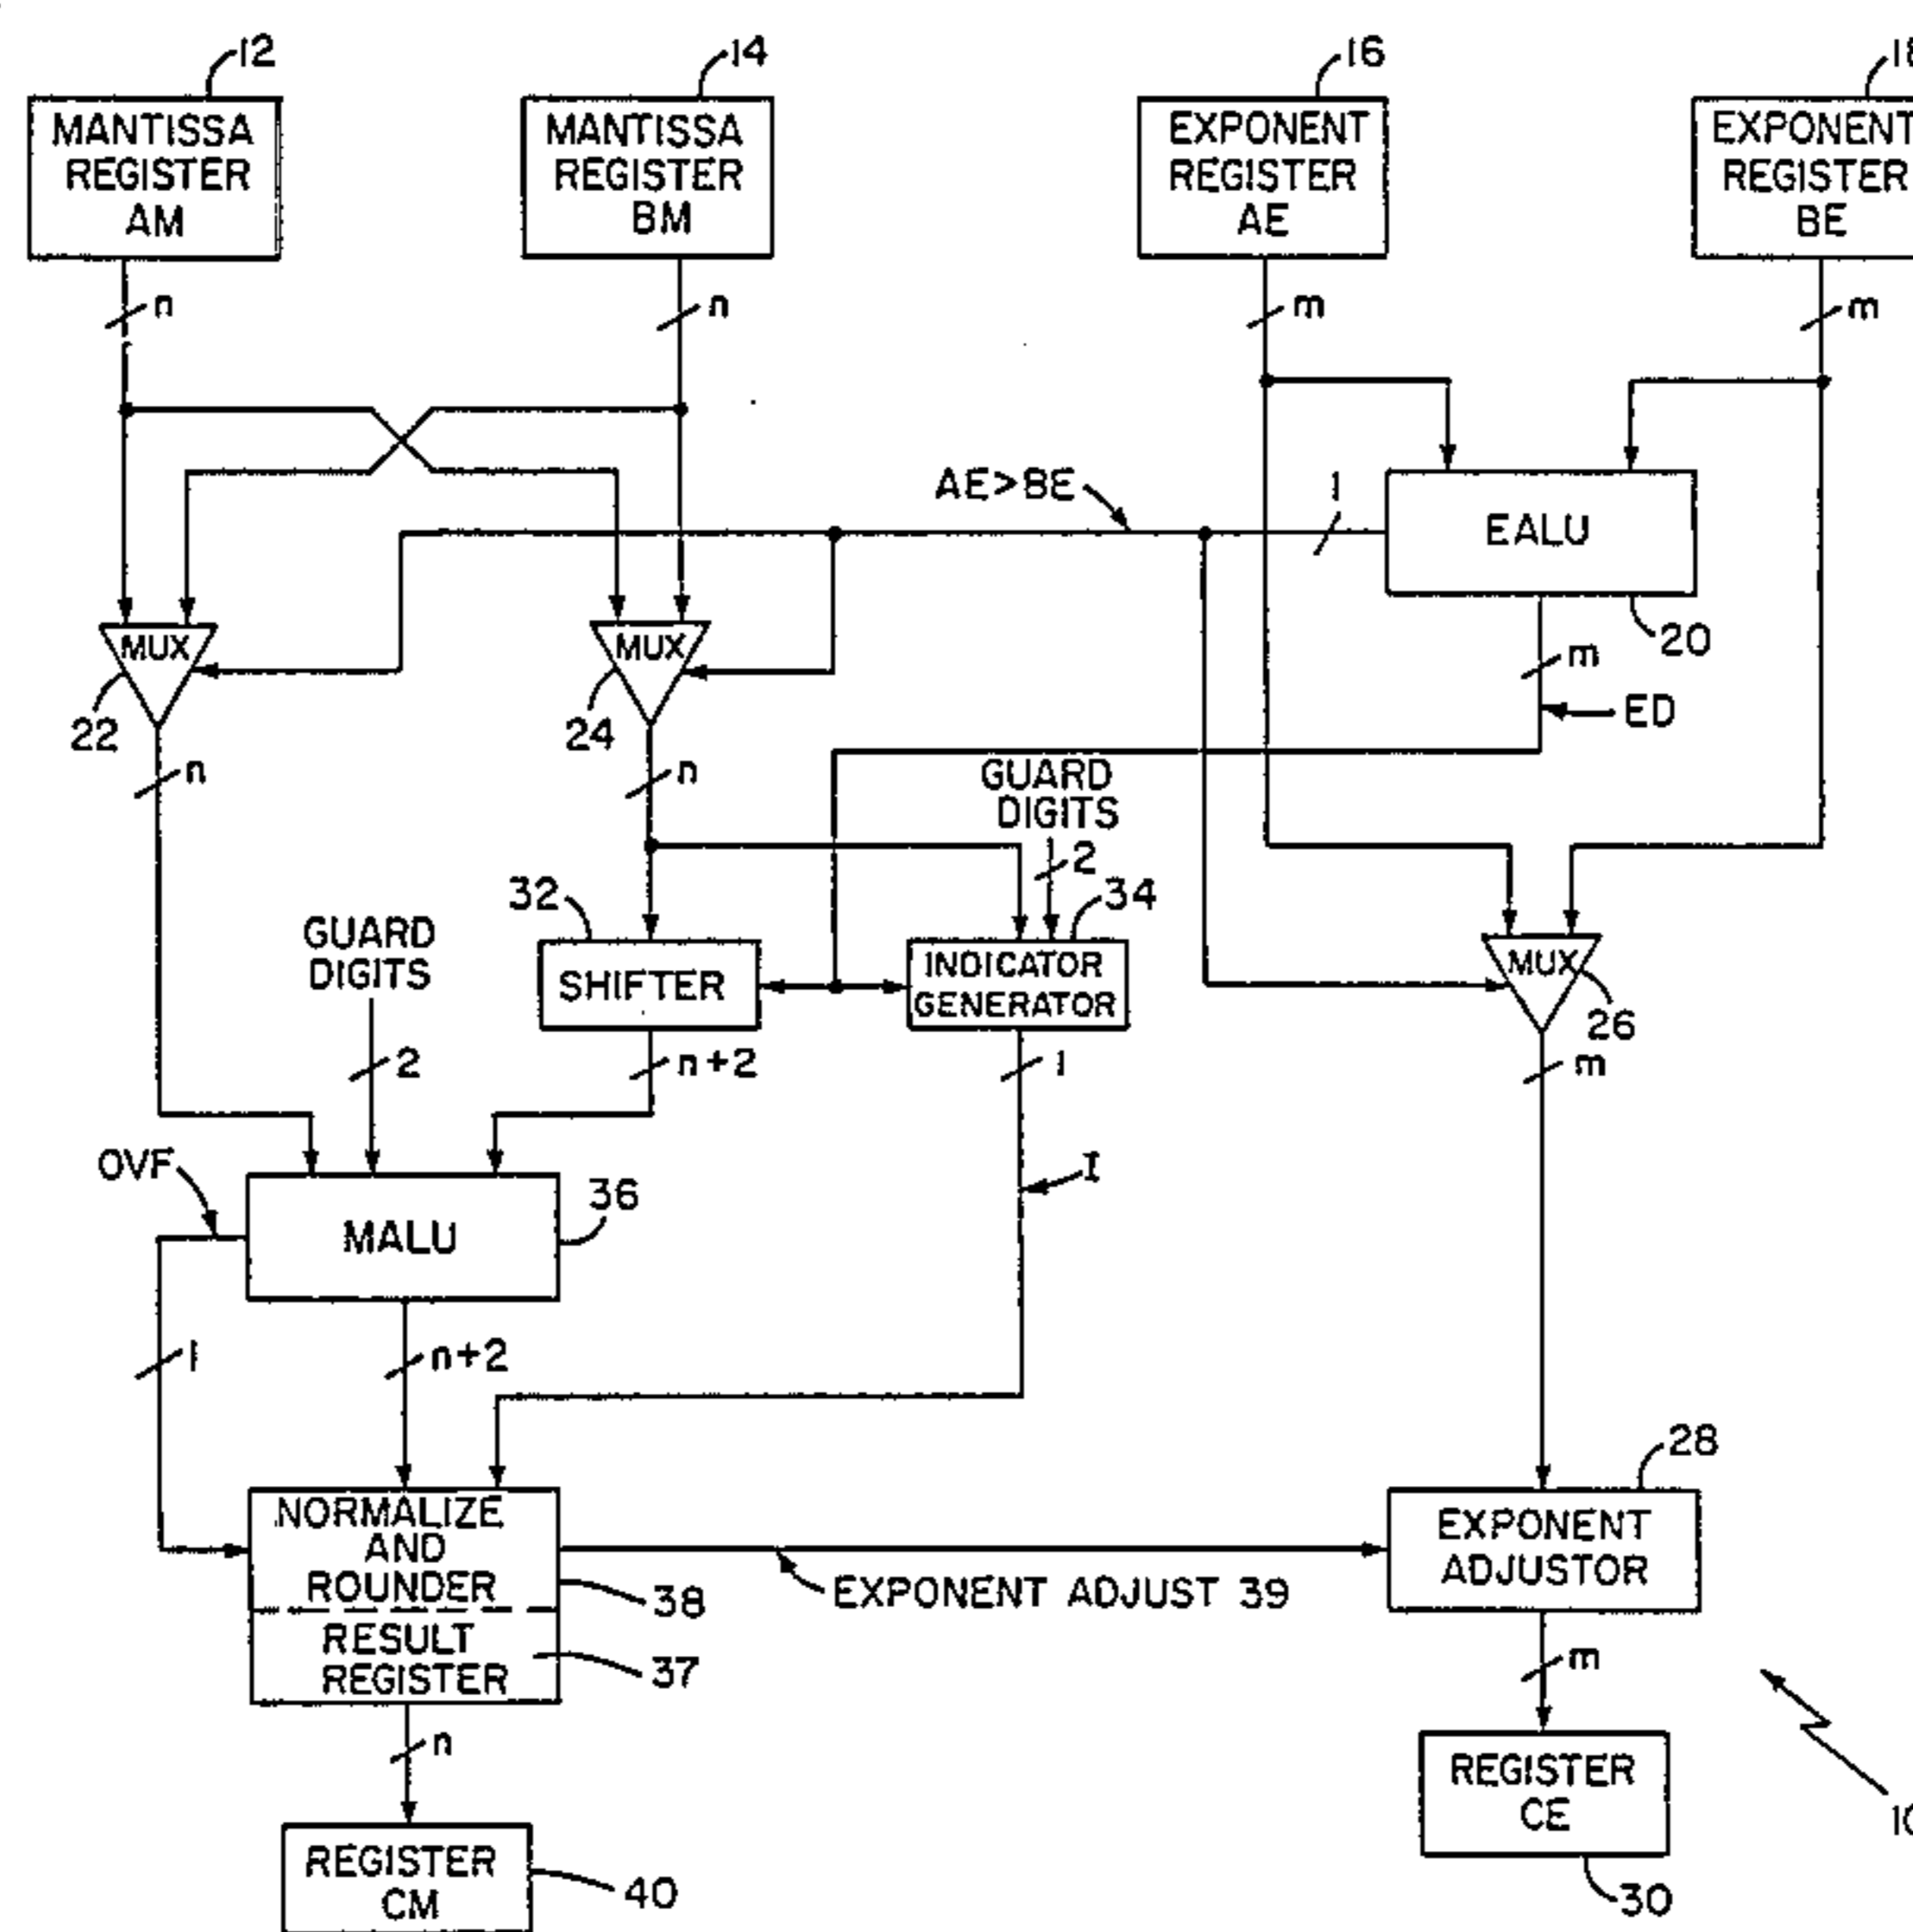 12
14
16
18
MANTISSA
REGISTER
AM
MANTISSA
REGISTER
BM
EXPONENT
REGISTER
AE
EXPONENT
REGISTER
BE
n
n
m
m
AE>BE
1
EALU
20
MUX
22
MUX
24
m
ED
n
n
GUARD
DIGITS
2
32
34
GUARD
DIGITS
SHIFTER
INDICATOR
GENERATOR
MUX
26
2
n+2
1
m
OVF
I
MALU
36
1
n+2
28
NORMALIZE
AND
ROUNDER
38
EXPONENT ADJUST 39
EXPONENT
ADJUSTOR
RESULT
REGISTER
37
m
n
REGISTER
CE
30
10
REGISTER
CM
40